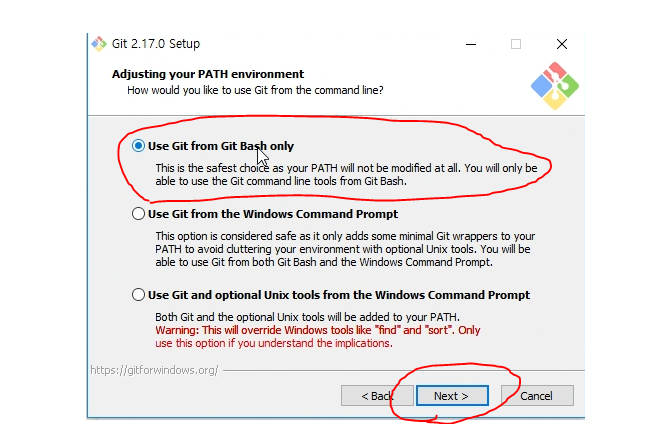 Git 2.17.0 Setup
Adjusting your PATH environment
How would you like to use Git from the command line?
Use Git from Git Bash only
This is the safest choice as your PATH will not be modified at all. You will only be
able to use the Git command line tools from Git Bash.
Use Git from the Windows Command Prompt
This option is considered safe as it only adds some minimal Git wrappers to your
PATH to avoid cluttering your environment with optional Unix tools. You will be
able to use Git from both Git Bash and the Windows Command Prompt.
Use Git and optional Unix tools from the Windows Command Prompt
Both Git and the optional Unix tools will be added to your PATH.
Warning: This will override Windows tools like "find" and "sort". Only
use this option if you understand the implications.
https://gitforwindows.org/
< Back Next > Cancel